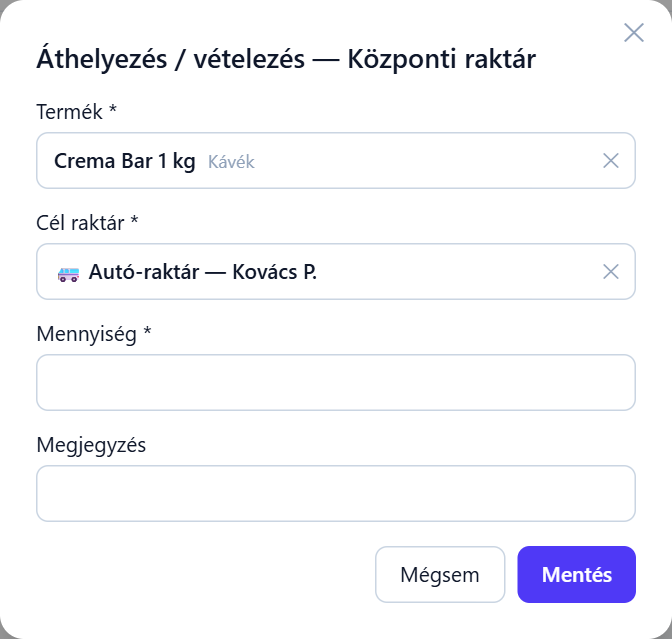 Áthelyezés / vételezés — Központi raktár
Termék *
Crema Bar 1 kg Kávék
Cél raktár *
Autó-raktár — Kovács P.
Mennyiség *
Megjegyzés
Mégsem Mentés